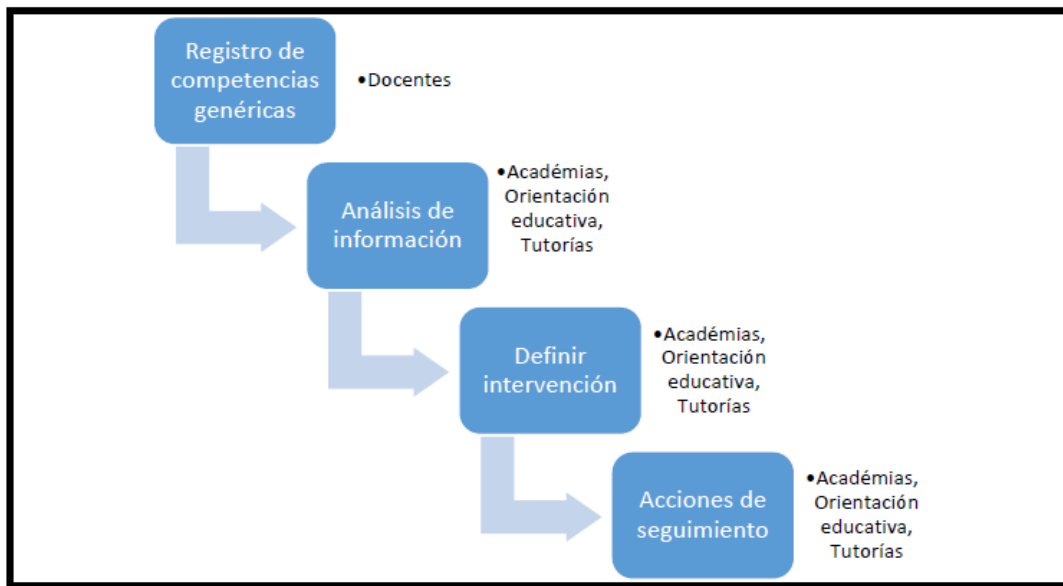 Registro de
competencias
genéricas
•Docentes
Análisis de
información
•Académias,
Orientación
educativa,
Tutorías
Definir
intervención
•Académias,
Orientación
educativa,
Tutorías
Acciones de
seguimiento
•Académias,
Orientación
educativa,
Tutorías